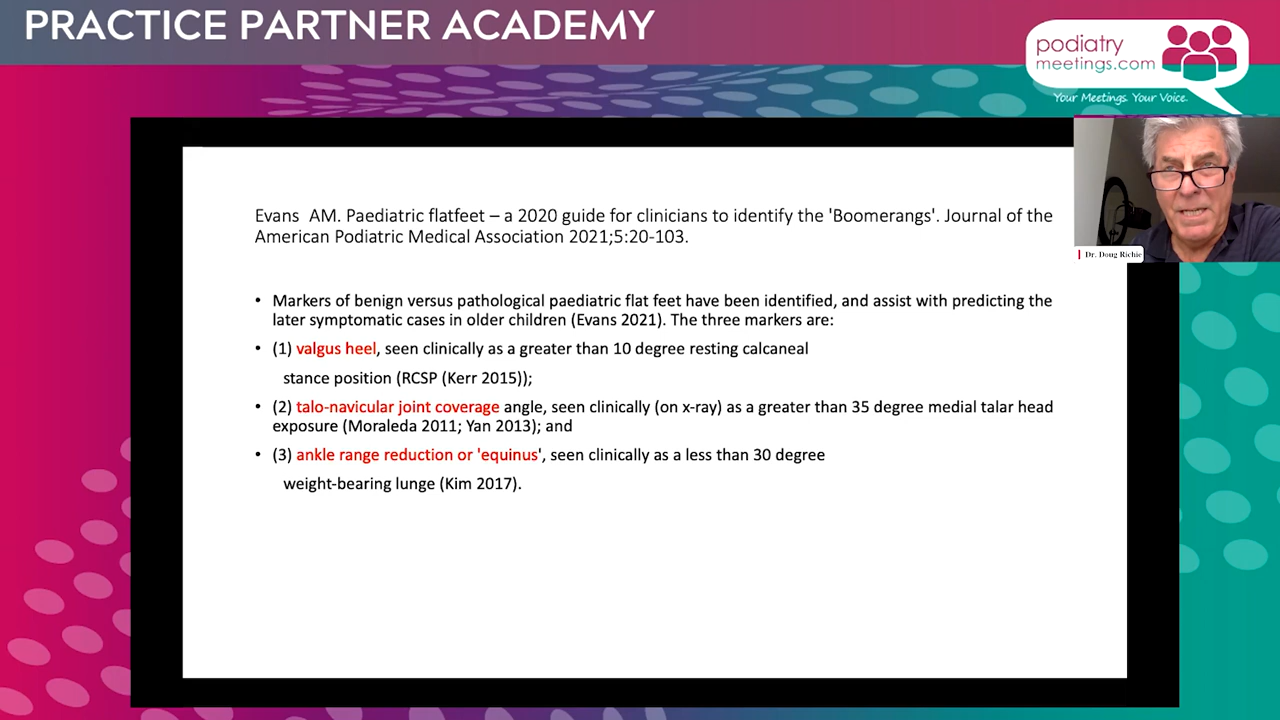 PRACTICE PARTNER ACADEMY
podiatry
meetings.com
Your Meetings. Your Voice.
Dr. Doug Richie
Evans AM. Paediatric flatfeet – a 2020 guide for clinicians to identify the 'Boomerangs'. Journal of the
American Podiatric Medical Association 2021;5:20-103.
• Markers of benign versus pathological paediatric flat feet have been identified, and assist with predicting the
later symptomatic cases in older children (Evans 2021). The three markers are:
• (1) valgus heel, seen clinically as a greater than 10 degree resting calcaneal
stance position (RCSP (Kerr 2015));
• (2) talo-navicular joint coverage angle, seen clinically (on x-ray) as a greater than 35 degree medial talar head
exposure (Moraleda 2011; Yan 2013); and
• (3) ankle range reduction or 'equinus', seen clinically as a less than 30 degree
weight-bearing lunge (Kim 2017).